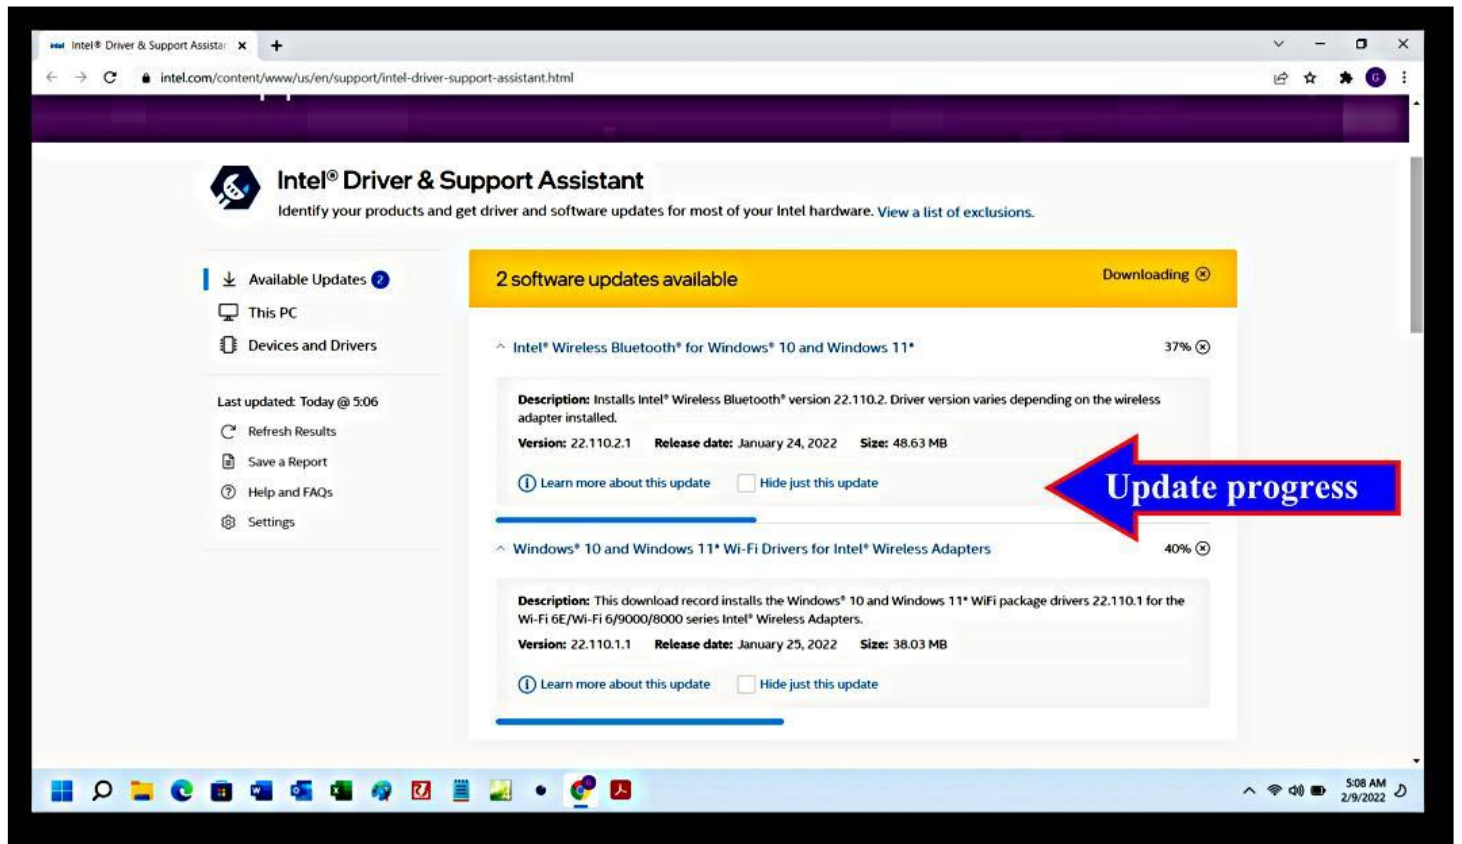 intel Intel® Driver & Support Assistar
intel.com/content/www/us/en/support/intel-driver-support-assistant.html
G
Intel® Driver & Support Assistant
Identify your products and get driver and software updates for most of your Intel hardware. View a list of exclusions.
Available Updates 2
This PC
Devices and Drivers
Last updated: Today @ 5:06
Refresh Results
Save a Report
Help and FAQs
Settings
2 software updates available
Downloading
Intel® Wireless Bluetooth® for Windows® 10 and Windows 11*
37%
Description: Installs Intel® Wireless Bluetooth® version 22.110.2. Driver version varies depending on the wireless
adapter installed.
Version: 22.110.2.1 Release date: January 24, 2022 Size: 48.63 MB
Learn more about this update Hide just this update
Update progress
Windows® 10 and Windows 11* Wi-Fi Drivers for Intel® Wireless Adapters
40%
Description: This download record installs the Windows® 10 and Windows 11* WiFi package drivers 22.110.1 for the
Wi-Fi 6E/Wi-Fi 6/9000/8000 series Intel® Wireless Adapters.
Version: 22.110.1.1 Release date: January 25, 2022 Size: 38.03 MB
Learn more about this update Hide just this update
5:08 AM
2/9/2022